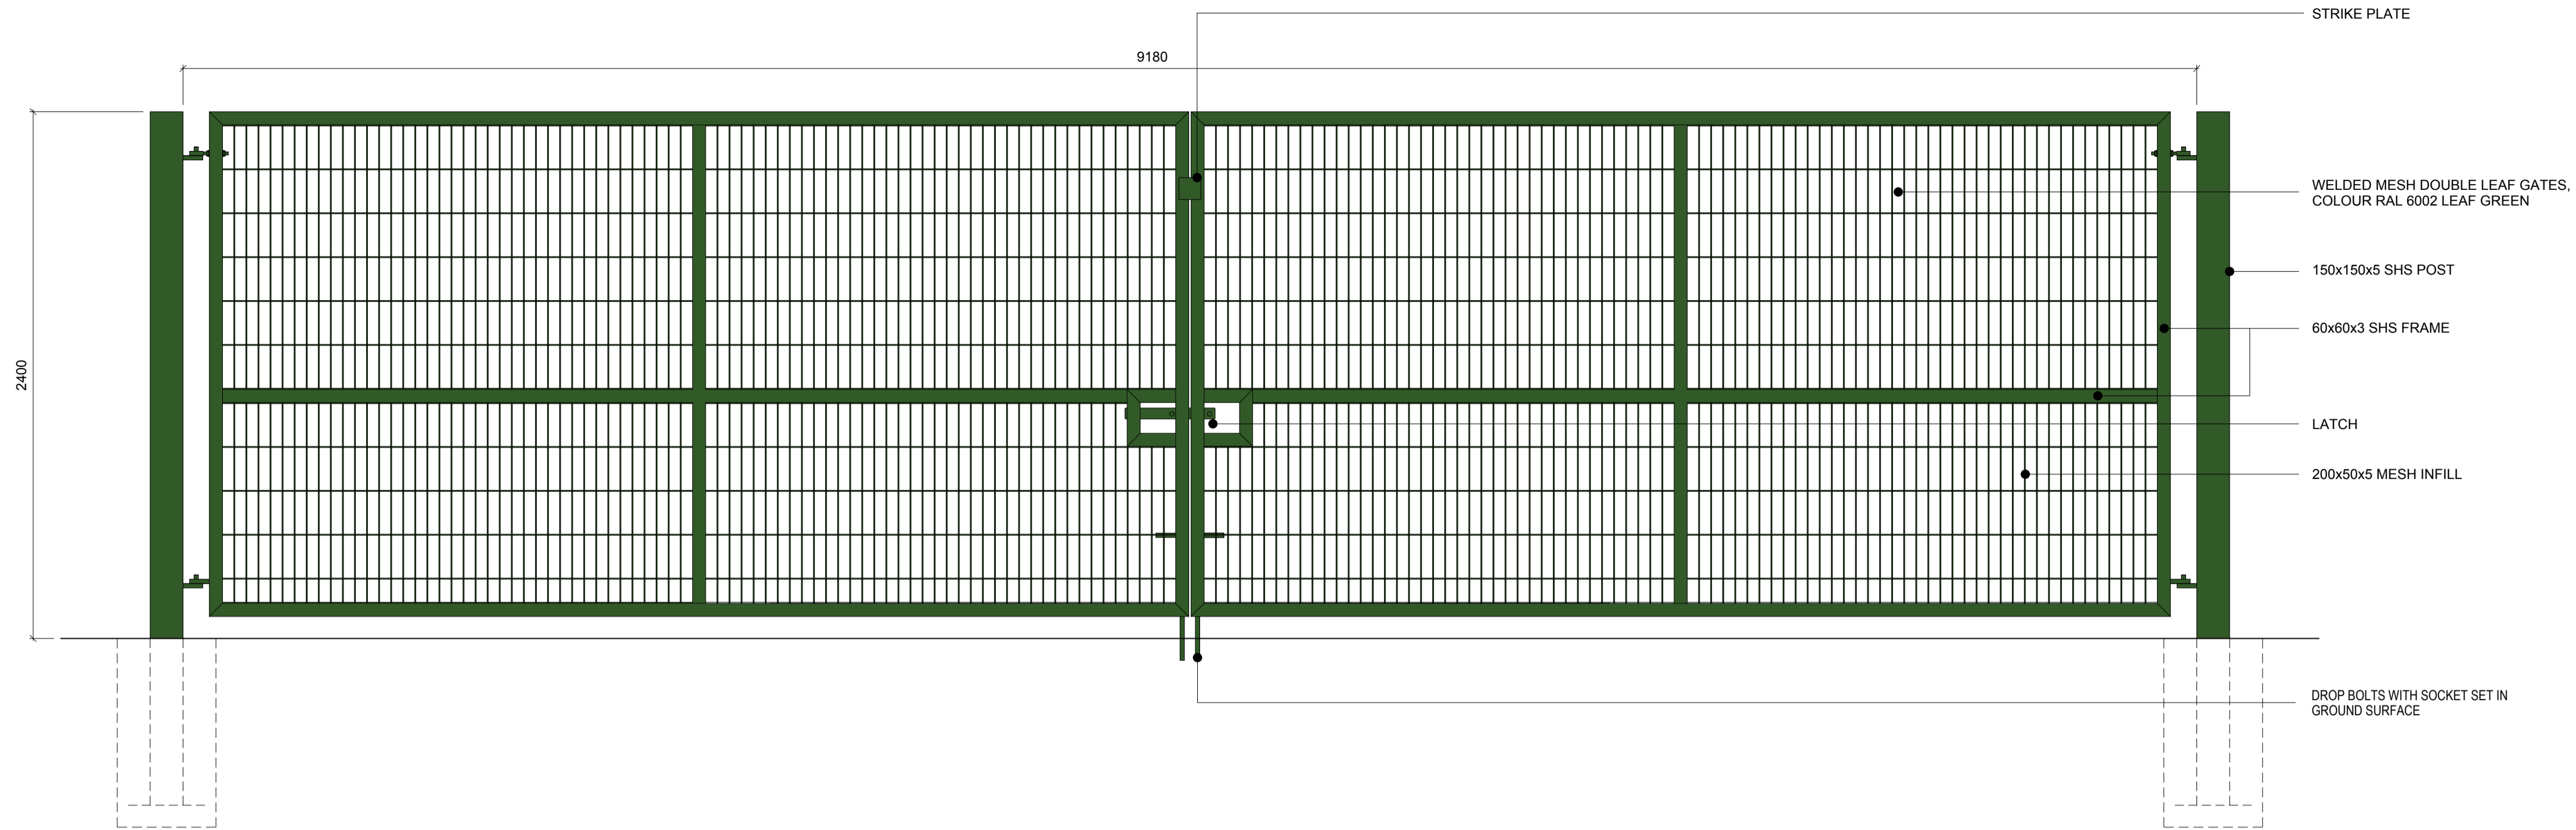 STRIKE PLATE
9180
WELDED MESH DOUBLE LEAF GATES,
COLOUR RAL 6002 LEAF GREEN
150x150x5 SHS POST
60x60x3 SHS FRAME
2400
LATCH
200x50x5 MESH INFILL
DROP BOLTS WITH SOCKET SET IN
GROUND SURFACE